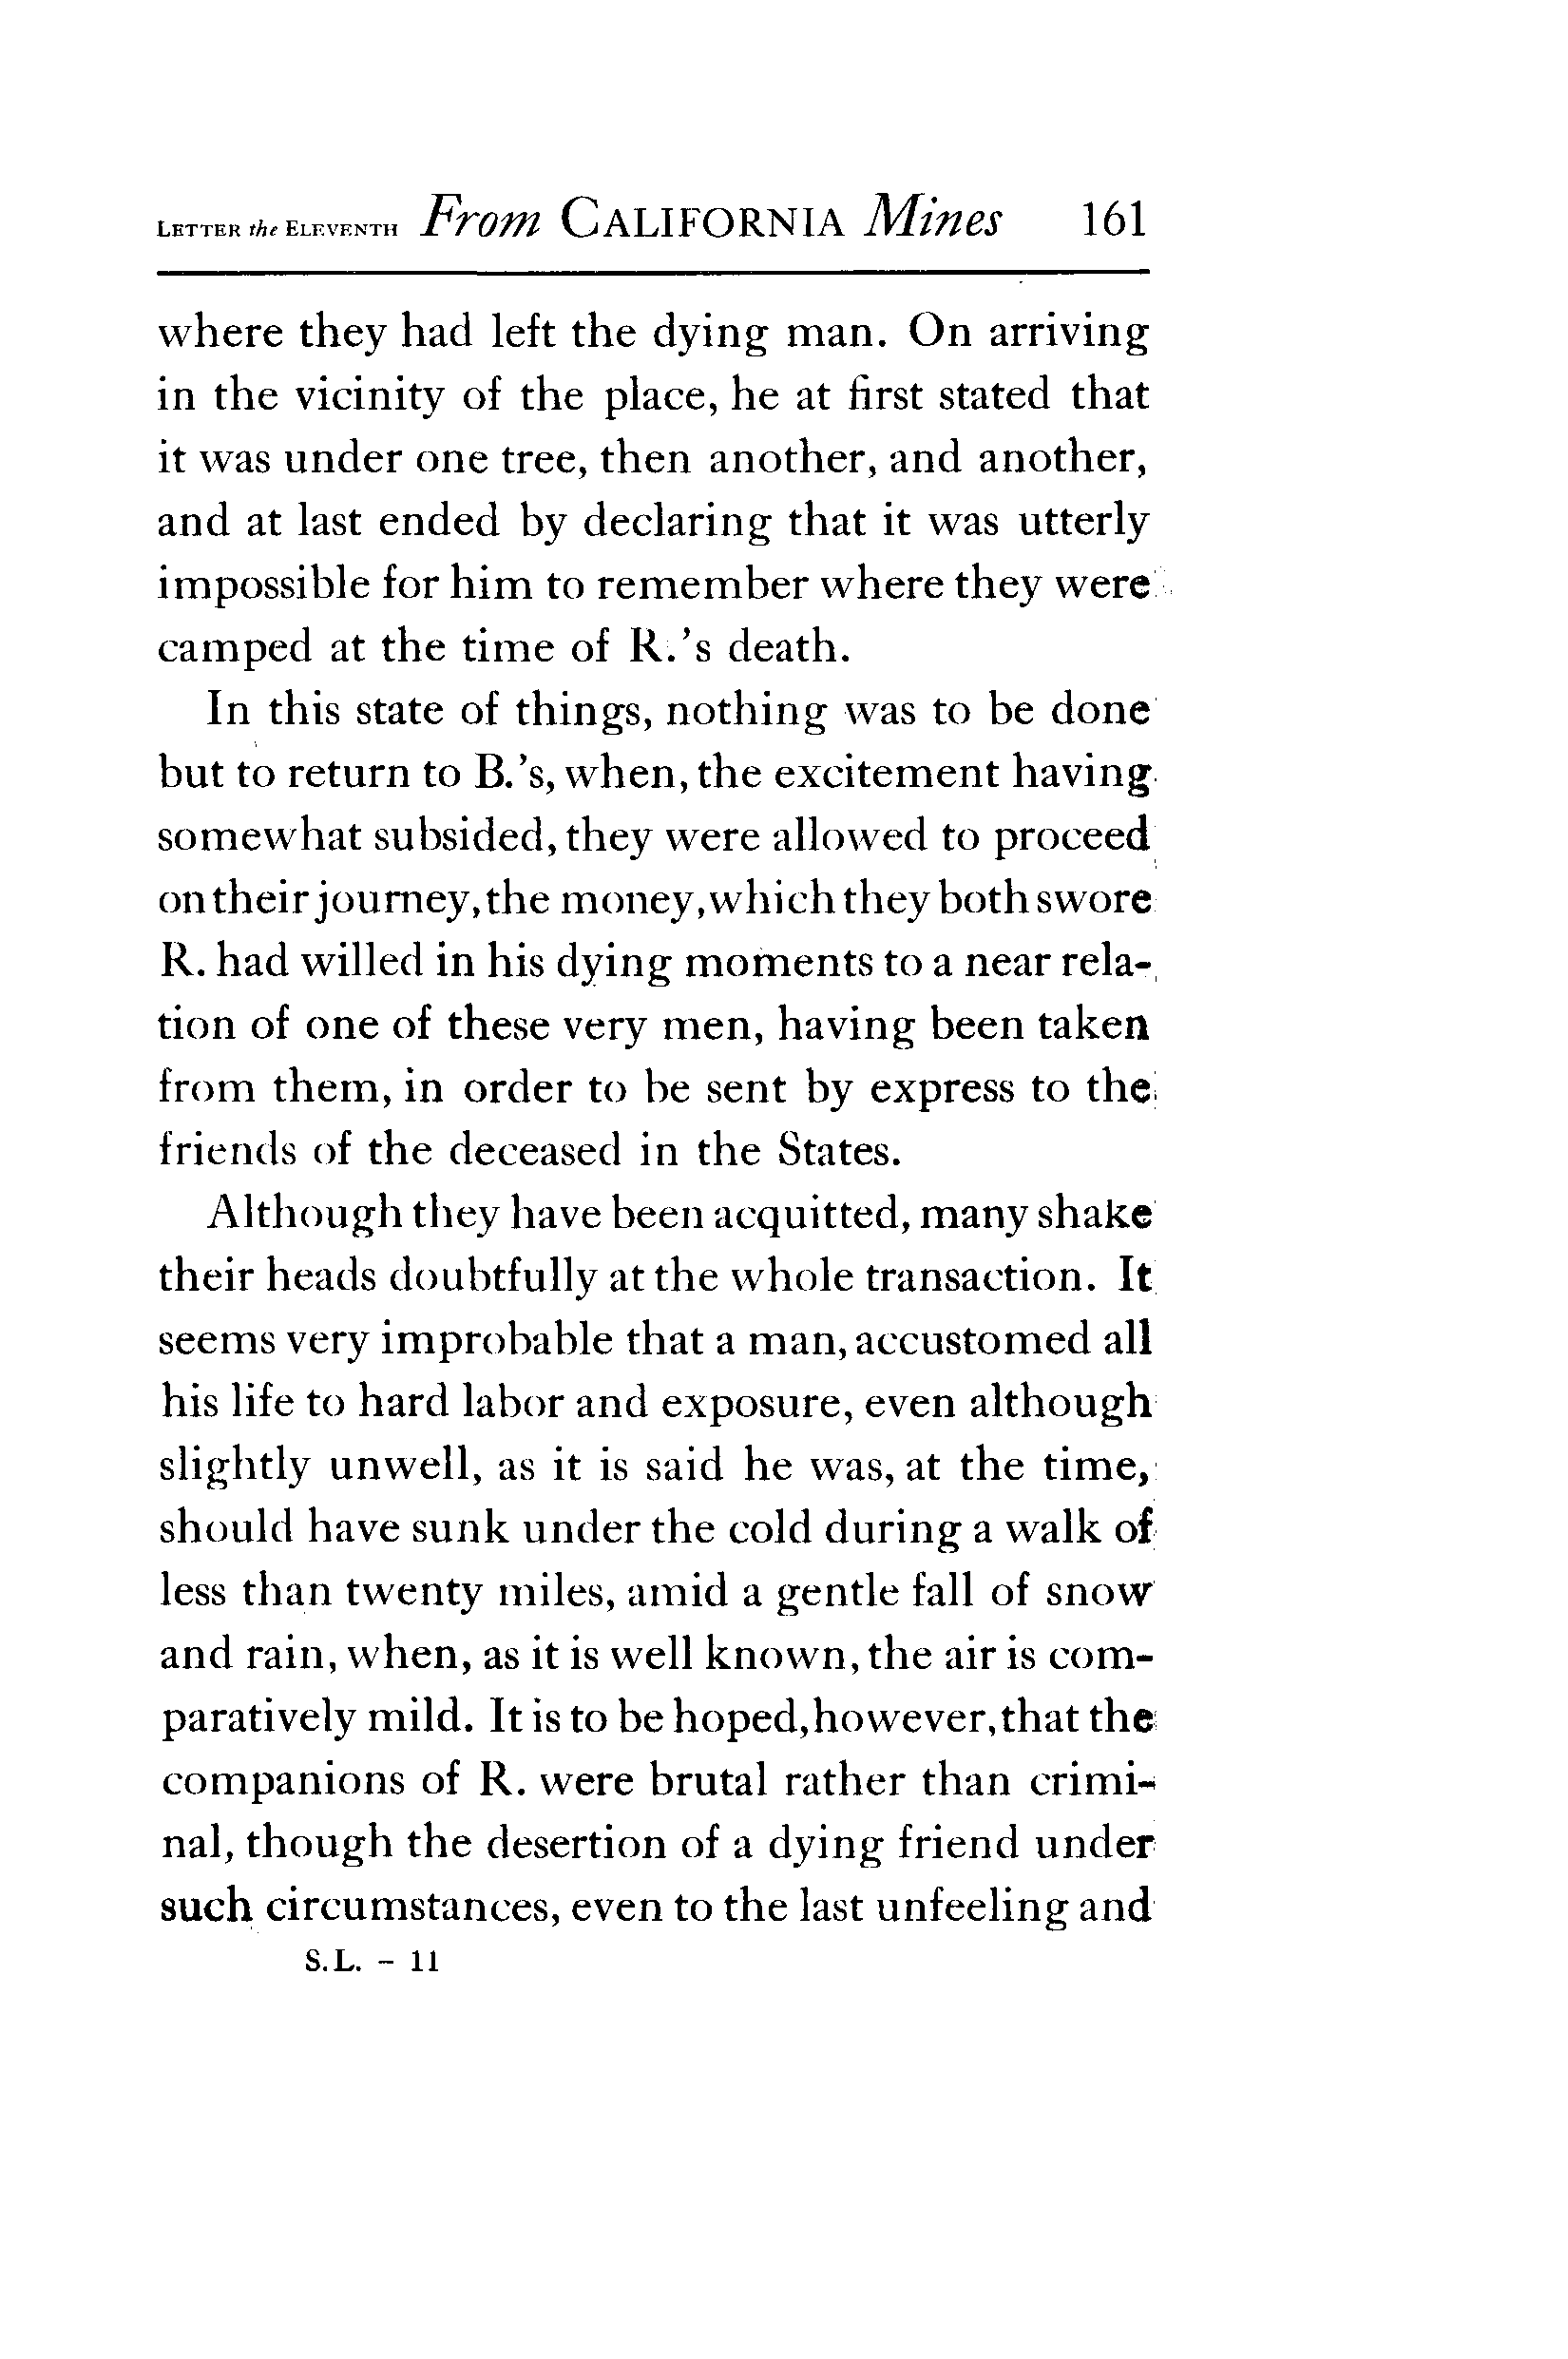 LETTER the ELEVENTH From CALIFORNIA Mines 161
where they had left the dying man. On arriving
in the vicinity of the place, he at first stated that
it was under one tree, then another, and another,
and at last ended by declaring that it was utterly
impossible for him to remember where they were
camped at the time of R.'s death.
In this state of things, nothing was to be done
but to return to B.'s, when, the excitement having
somewhat subsided, they were allowed to proceed
on their journey, the money, which they both swore
R. had willed in his dying moments to a near rela-
tion of one of these very men, having been taken
from them, in order to be sent by express to the
friends of the deceased in the States.
Although they have been acquitted, many shake
their heads doubtfully at the whole transaction. It
seems very improbable that a man, accustomed all
his life to hard labor and exposure, even although
slightly unwell, as it is said he was, at the time,
should have sunk under the cold during a walk of
less than twenty miles, amid a gentle fall of snow
and rain, when, as it is well known, the air is com-
paratively mild. It is to be hoped, however, that the
companions of R. were brutal rather than crimi-
nal, though the desertion of a dying friend under
such circumstances, even to the last unfeeling and
S.L. – 11